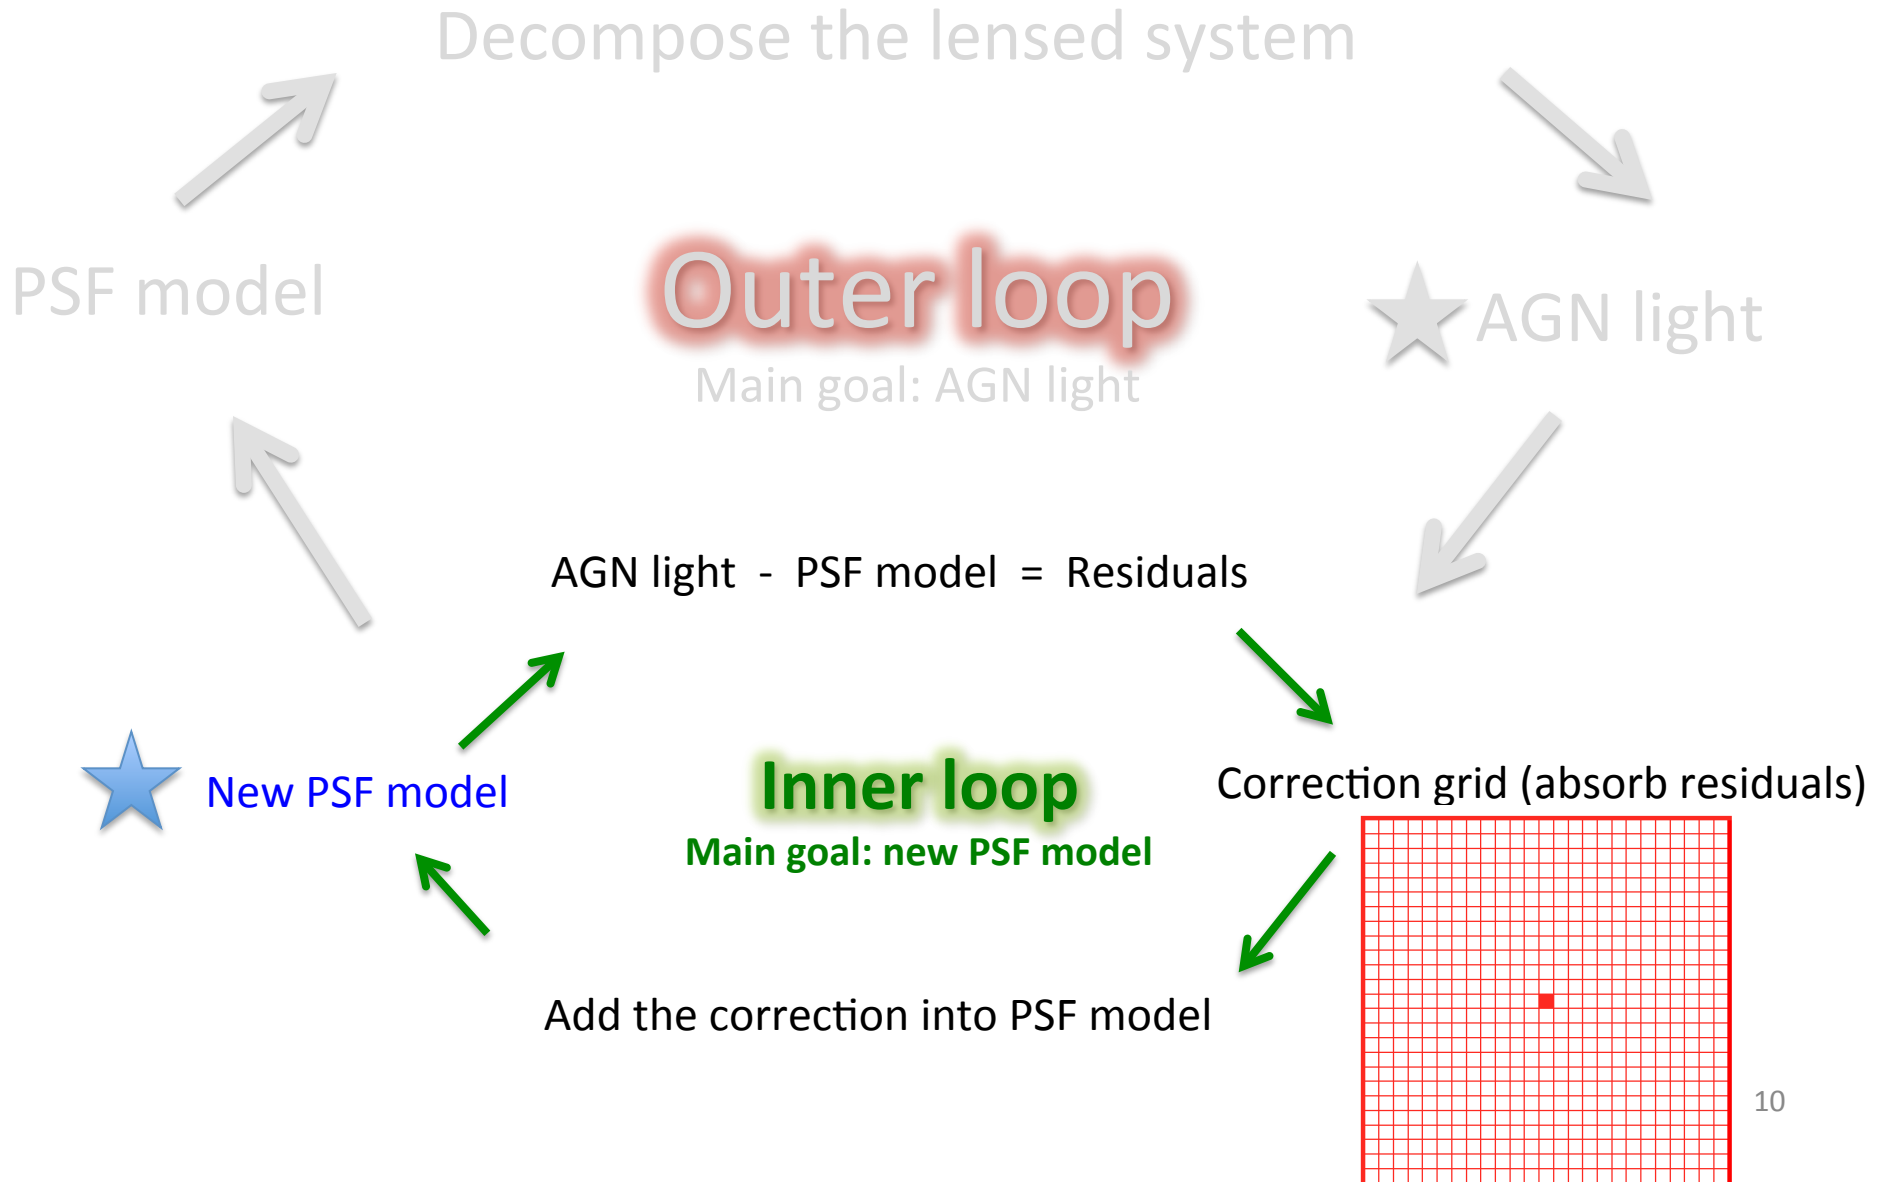 Decompose the lensed system
PSF model
Outer loop
AGN light
Main goal: AGN light
AGN light - PSF model = Residuals
New PSF model
Inner loop
Correction grid (absorb residuals)
Main goal: new PSF model
Add the correction into PSF model
10